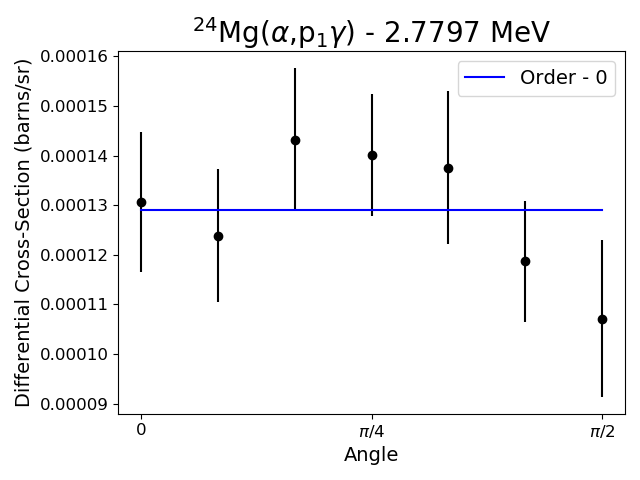 ²⁴Mg(α,p₁γ) - 2.7797 MeV
Order - 0
Differential Cross-Section (barns/sr)
0.00016
0.00015
0.00014
0.00013
0.00012
0.00011
0.00010
0.00009
0
π/4
π/2
Angle